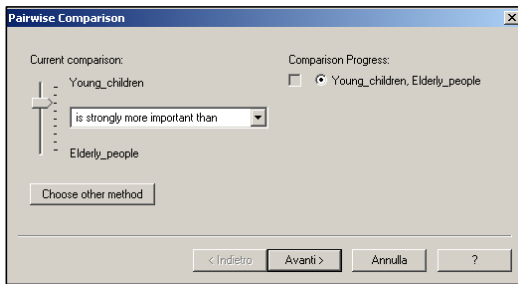 Pairwise Comparison
Current comparison:
Young_children
is strongly more important than
Elderly_people
Choose other method
Comparison Progress:
Young_children, Elderly_people
< Indietro
Avanti >
Annulla
?